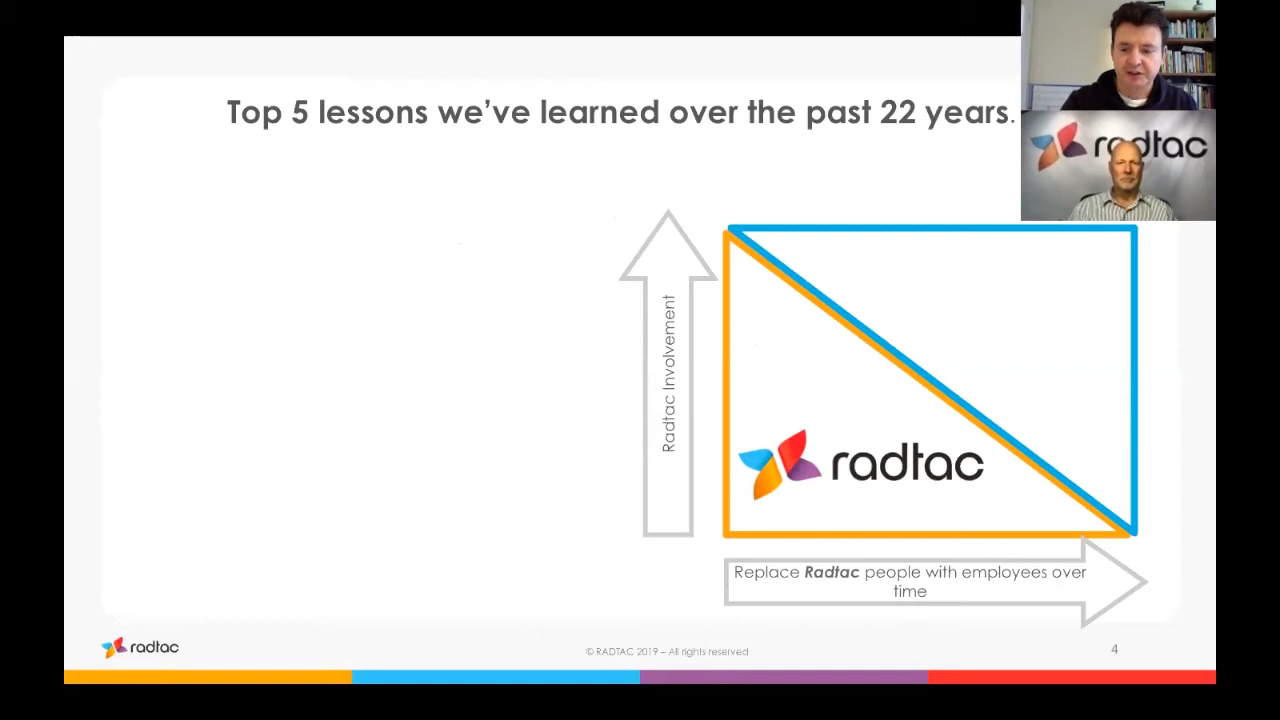 Top 5 lessons we've learned over the past 22 years.
radtac
Radtac Involvement
radtac
Replace Radtac people with employees over
time
radtac
© RADTAC 2019 – All rights reserved
4